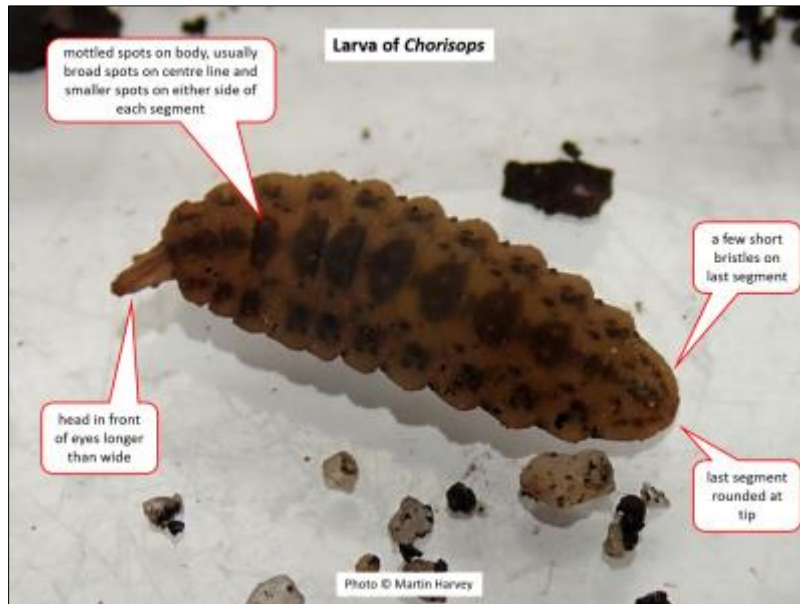 Larva of Chorisops
mottled spots on body, usually
broad spots on centre line and
smaller spots on either side of
each segment
a few short
bristles on
last segment
head in front
of eyes longer
than wide
last segment
rounded at
tip
Photo © Martin Harvey